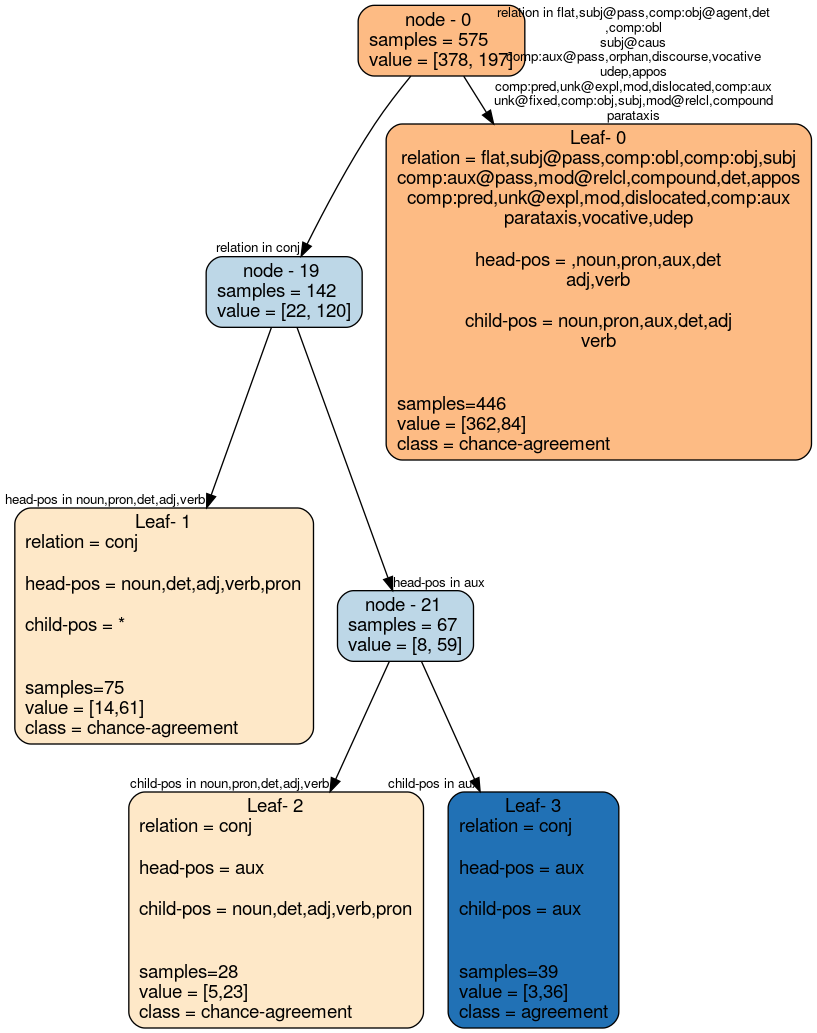 node - 0
samples = 575
value = [378, 197]
relation in flat,subj@pass,comp:obj@agent,det
,comp:obl
subj@caus
comp:aux@pass,orphan,discourse,vocative
udep,appos
comp:pred,unk@expl,mod,dislocated,comp:aux
unk@fixed,comp:obj,subj,mod@relcl,compound
parataxis
Leaf- 0
relation = flat,subj@pass,comp:obl,comp:obj,subj
comp:aux@pass,mod@relcl,compound,det,appos
comp:pred,unk@expl,mod,dislocated,comp:aux
parataxis,vocative,udep
head-pos = ,noun,pron,aux,det
adj,verb
child-pos = noun,pron,aux,det,adj
verb
samples=446
value = [362,84]
class = chance-agreement
relation in conj
node - 19
samples = 142
value = [22, 120]
head-pos in noun,pron,det,adj,verb
Leaf- 1
relation = conj
head-pos = noun,det,adj,verb,pron
child-pos = *
samples=75
value = [14,61]
class = chance-agreement
head-pos in aux
node - 21
samples = 67
value = [8, 59]
child-pos in noun,pron,det,adj,verb
Leaf- 2
relation = conj
head-pos = aux
child-pos = noun,det,adj,verb,pron
samples=28
value = [5,23]
class = chance-agreement
child-pos in aux
Leaf- 3
relation = conj
head-pos = aux
child-pos = aux
samples=39
value = [3,36]
class = agreement